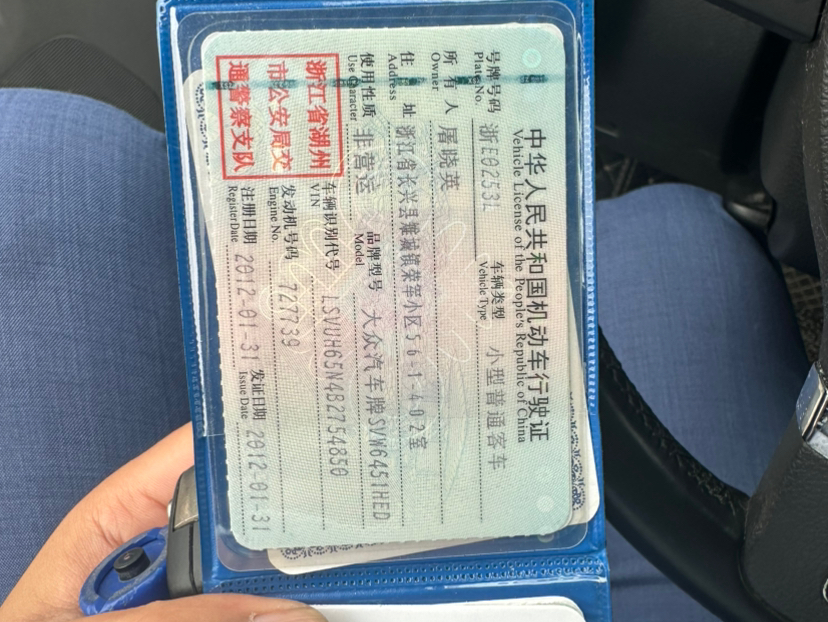 中华人民共和国机动车行驶证
Vehicle License of the People's Republic of China
号牌号码 浙E0253L 车辆类型 小型普通客车
Plate No. Vehicle Type
所有人 屠晓英
Owner
住址 浙江省长兴县雉城镇荣军小区56-1-402室
Address
使用性质 非营运 品牌型号 大众汽车牌SVW6451HED
Use Character Model
浙江省湖州
市公安局交
通警察支队
车辆识别代号 LSVUH65N4B2754850
VIN
发动机号码 727739
Engine No.
注册日期 2012-01-31 发证日期 2012-01-31
Register Date Issue Date